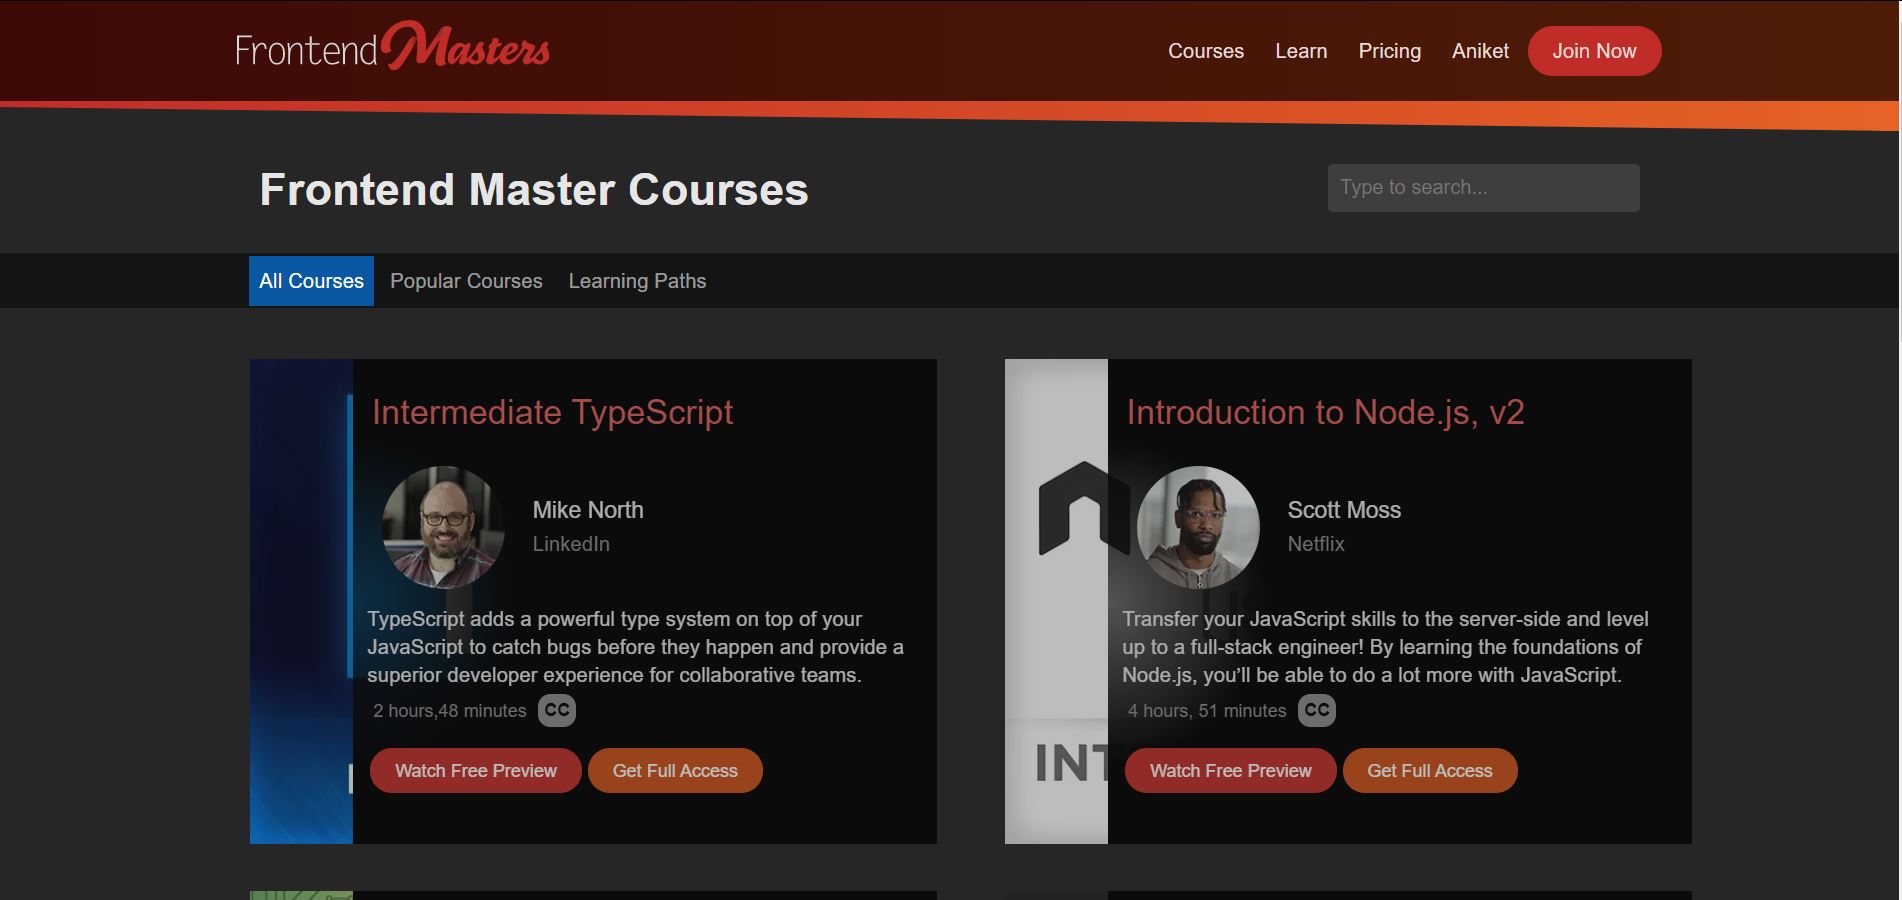 Frontend Masters
Courses Learn Pricing Aniket Join Now
Frontend Master Courses
Type to search...
All Courses Popular Courses Learning Paths
Intermediate TypeScript
Mike North
LinkedIn
TypeScript adds a powerful type system on top of your
JavaScript to catch bugs before they happen and provide a
superior developer experience for collaborative teams.
2 hours,48 minutes CC
Watch Free Preview Get Full Access
Introduction to Node.js, v2
Scott Moss
Netflix
Transfer your JavaScript skills to the server-side and level
up to a full-stack engineer! By learning the foundations of
Node.js, you’ll be able to do a lot more with JavaScript.
4 hours, 51 minutes CC
INT
Watch Free Preview Get Full Access